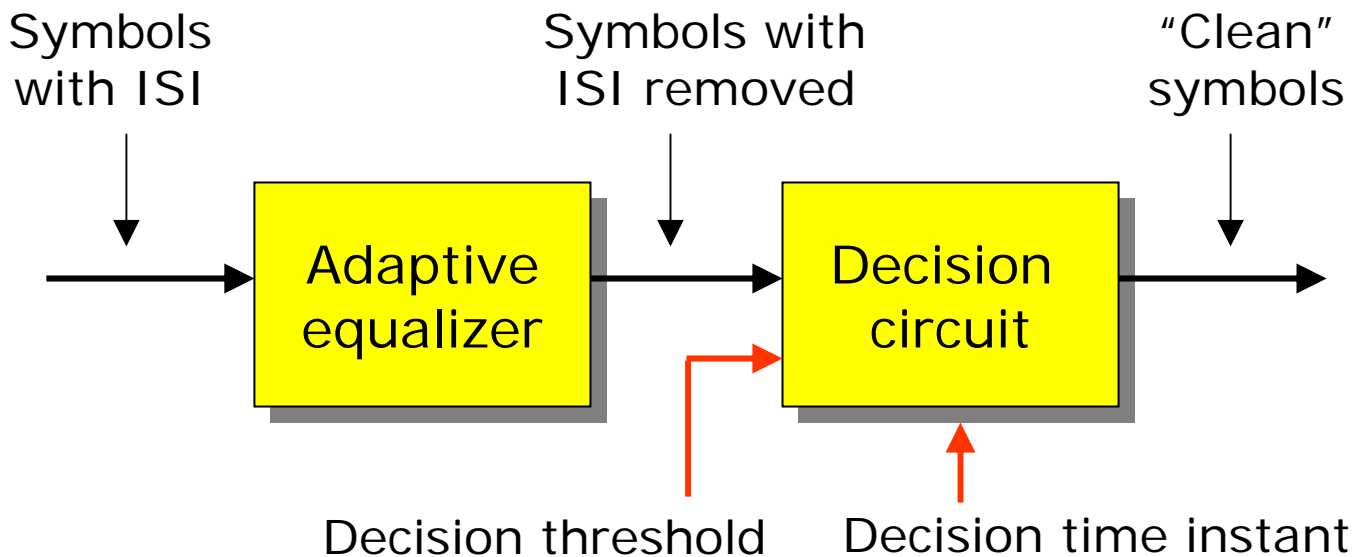 Symbols
with ISI
Symbols with
ISI removed
“Clean”
symbols
Adaptive
equalizer
Decision
circuit
Decision threshold
Decision time instant